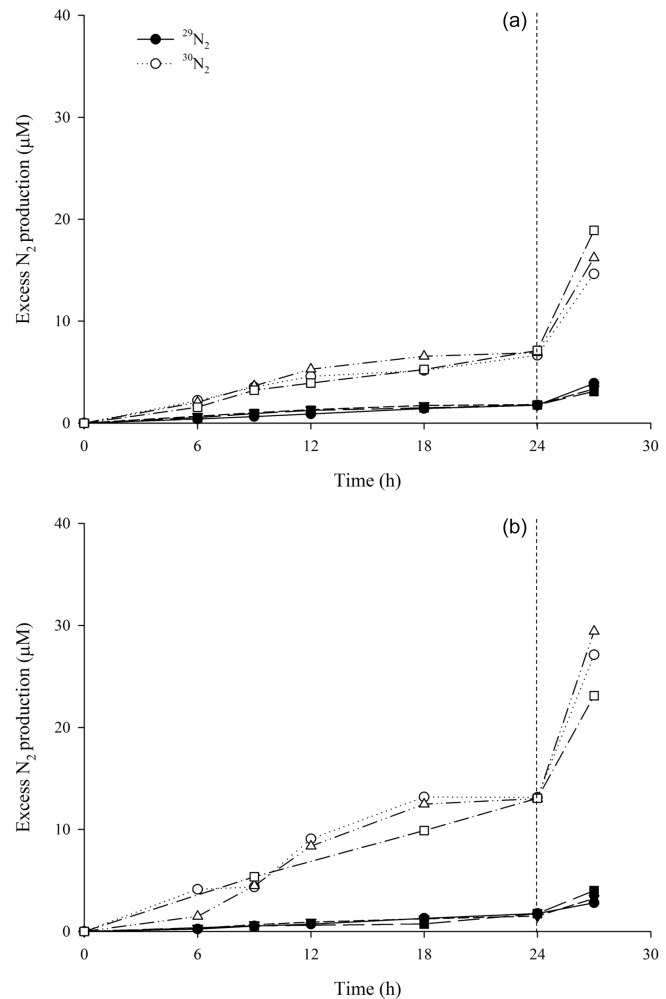 40
(a)
²⁹N₂
³⁰N₂
30
Excess N₂ production (µM)
20
10
0
0 6 12 18 24 30
Time (h)
40
(b)
30
Excess N₂ production (µM)
20
10
0
0 6 12 18 24 30
Time (h)